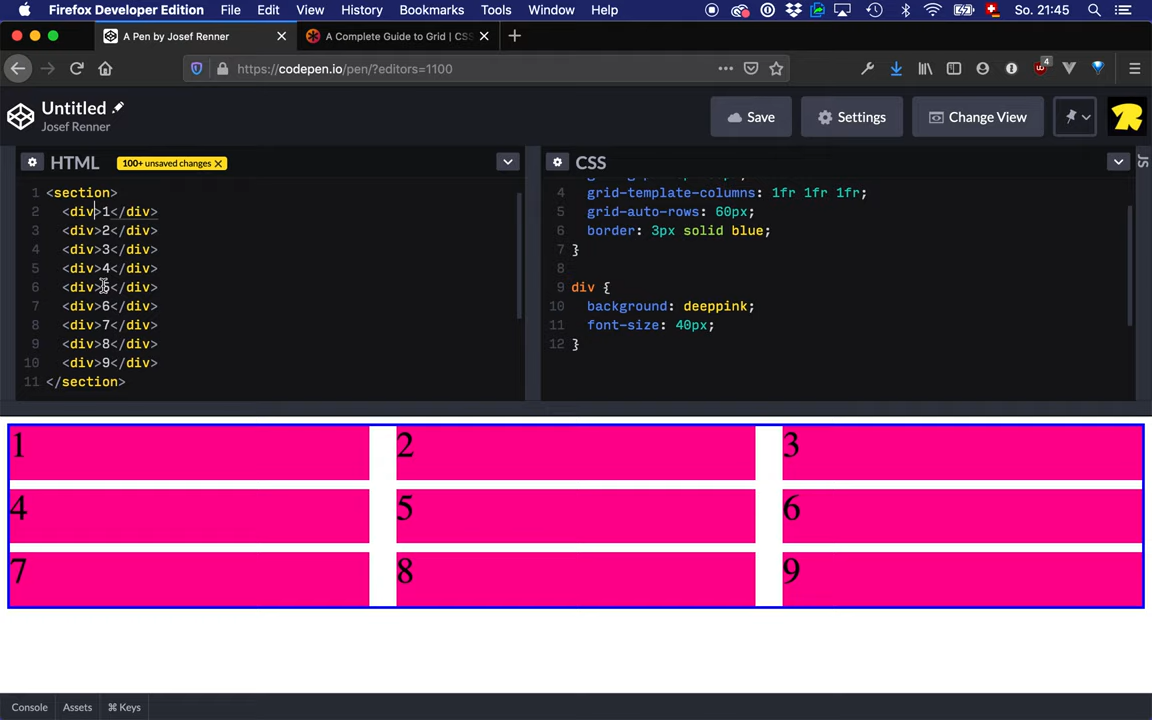 Firefox Developer Edition File Edit View History Bookmarks Tools Window Help So. 21:45
A Pen by Josef Renner
A Complete Guide to Grid | CSS
https://codepen.io/pen/?editors=1100
4
Untitled
Josef Renner
Save
Settings
Change View
HTML
100+ unsaved changes X
CSS
JS
1 <section>
2 <div>1</div>
3 <div>2</div>
4 <div>3</div>
5 <div>4</div>
6 <div>5</div>
7 <div>6</div>
8 <div>7</div>
9 <div>8</div>
10 <div>9</div>
11 </section>
4 grid-template-columns: 1fr 1fr 1fr;
5 grid-auto-rows: 60px;
6 border: 3px solid blue;
7 }
8
9 div {
10 background: deeppink;
11 font-size: 40px;
12 }
1 2 3
4 5 6
7 8 9
Console
Assets
⌘ Keys